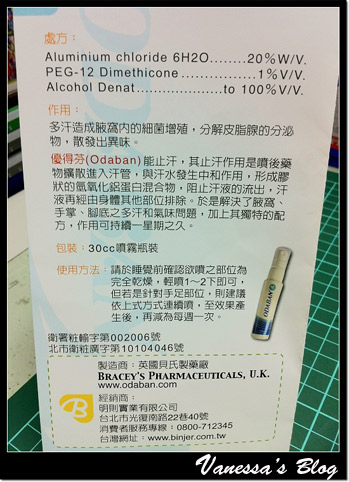 處方：
Aluminium chloride 6H2O........20%W/V.
PEG-12 Dimethicone...............1%V/V.
Alcohol Denat.....................to 100%V/V.
作用：
多汗造成腋窩內的細菌增殖，分解皮脂腺的分泌
物，散發出異味。
優得芬(Odaban)能止汗，其止汗作用是噴後藥
物擴散進入汗管，與汗水發生中和作用，形成膠
狀的氫氧化鋁蛋白混合物，阻止汗液的流出，汗
液再經由身體其他部位排除。於是解決了腋窩、
手掌、腳底之多汗和氣味問題，加上其獨特的配
方，作用可持續一星期之久。
包裝：30cc噴霧瓶裝
使用方法：請於睡覺前確認欲噴之部位為
完全乾燥，輕噴1～2下即可，
但若是針對手足部位，則建議
依上式方式連續噴，至效果產
生後，再減為每週一次。
ODABAN
衛署粧輸字第002006號
北市衛粧廣字第10104046號
製造商：英國貝氏製藥廠
BRACEY'S PHARMACEUTICALS, U.K.
www.odaban.com
B
經銷商：
明則實業有限公司
台北市光復南路22巷40號
消費者服務專線：0800-712345
台灣網址：www.binjer.com.tw
Vanessa's Blog